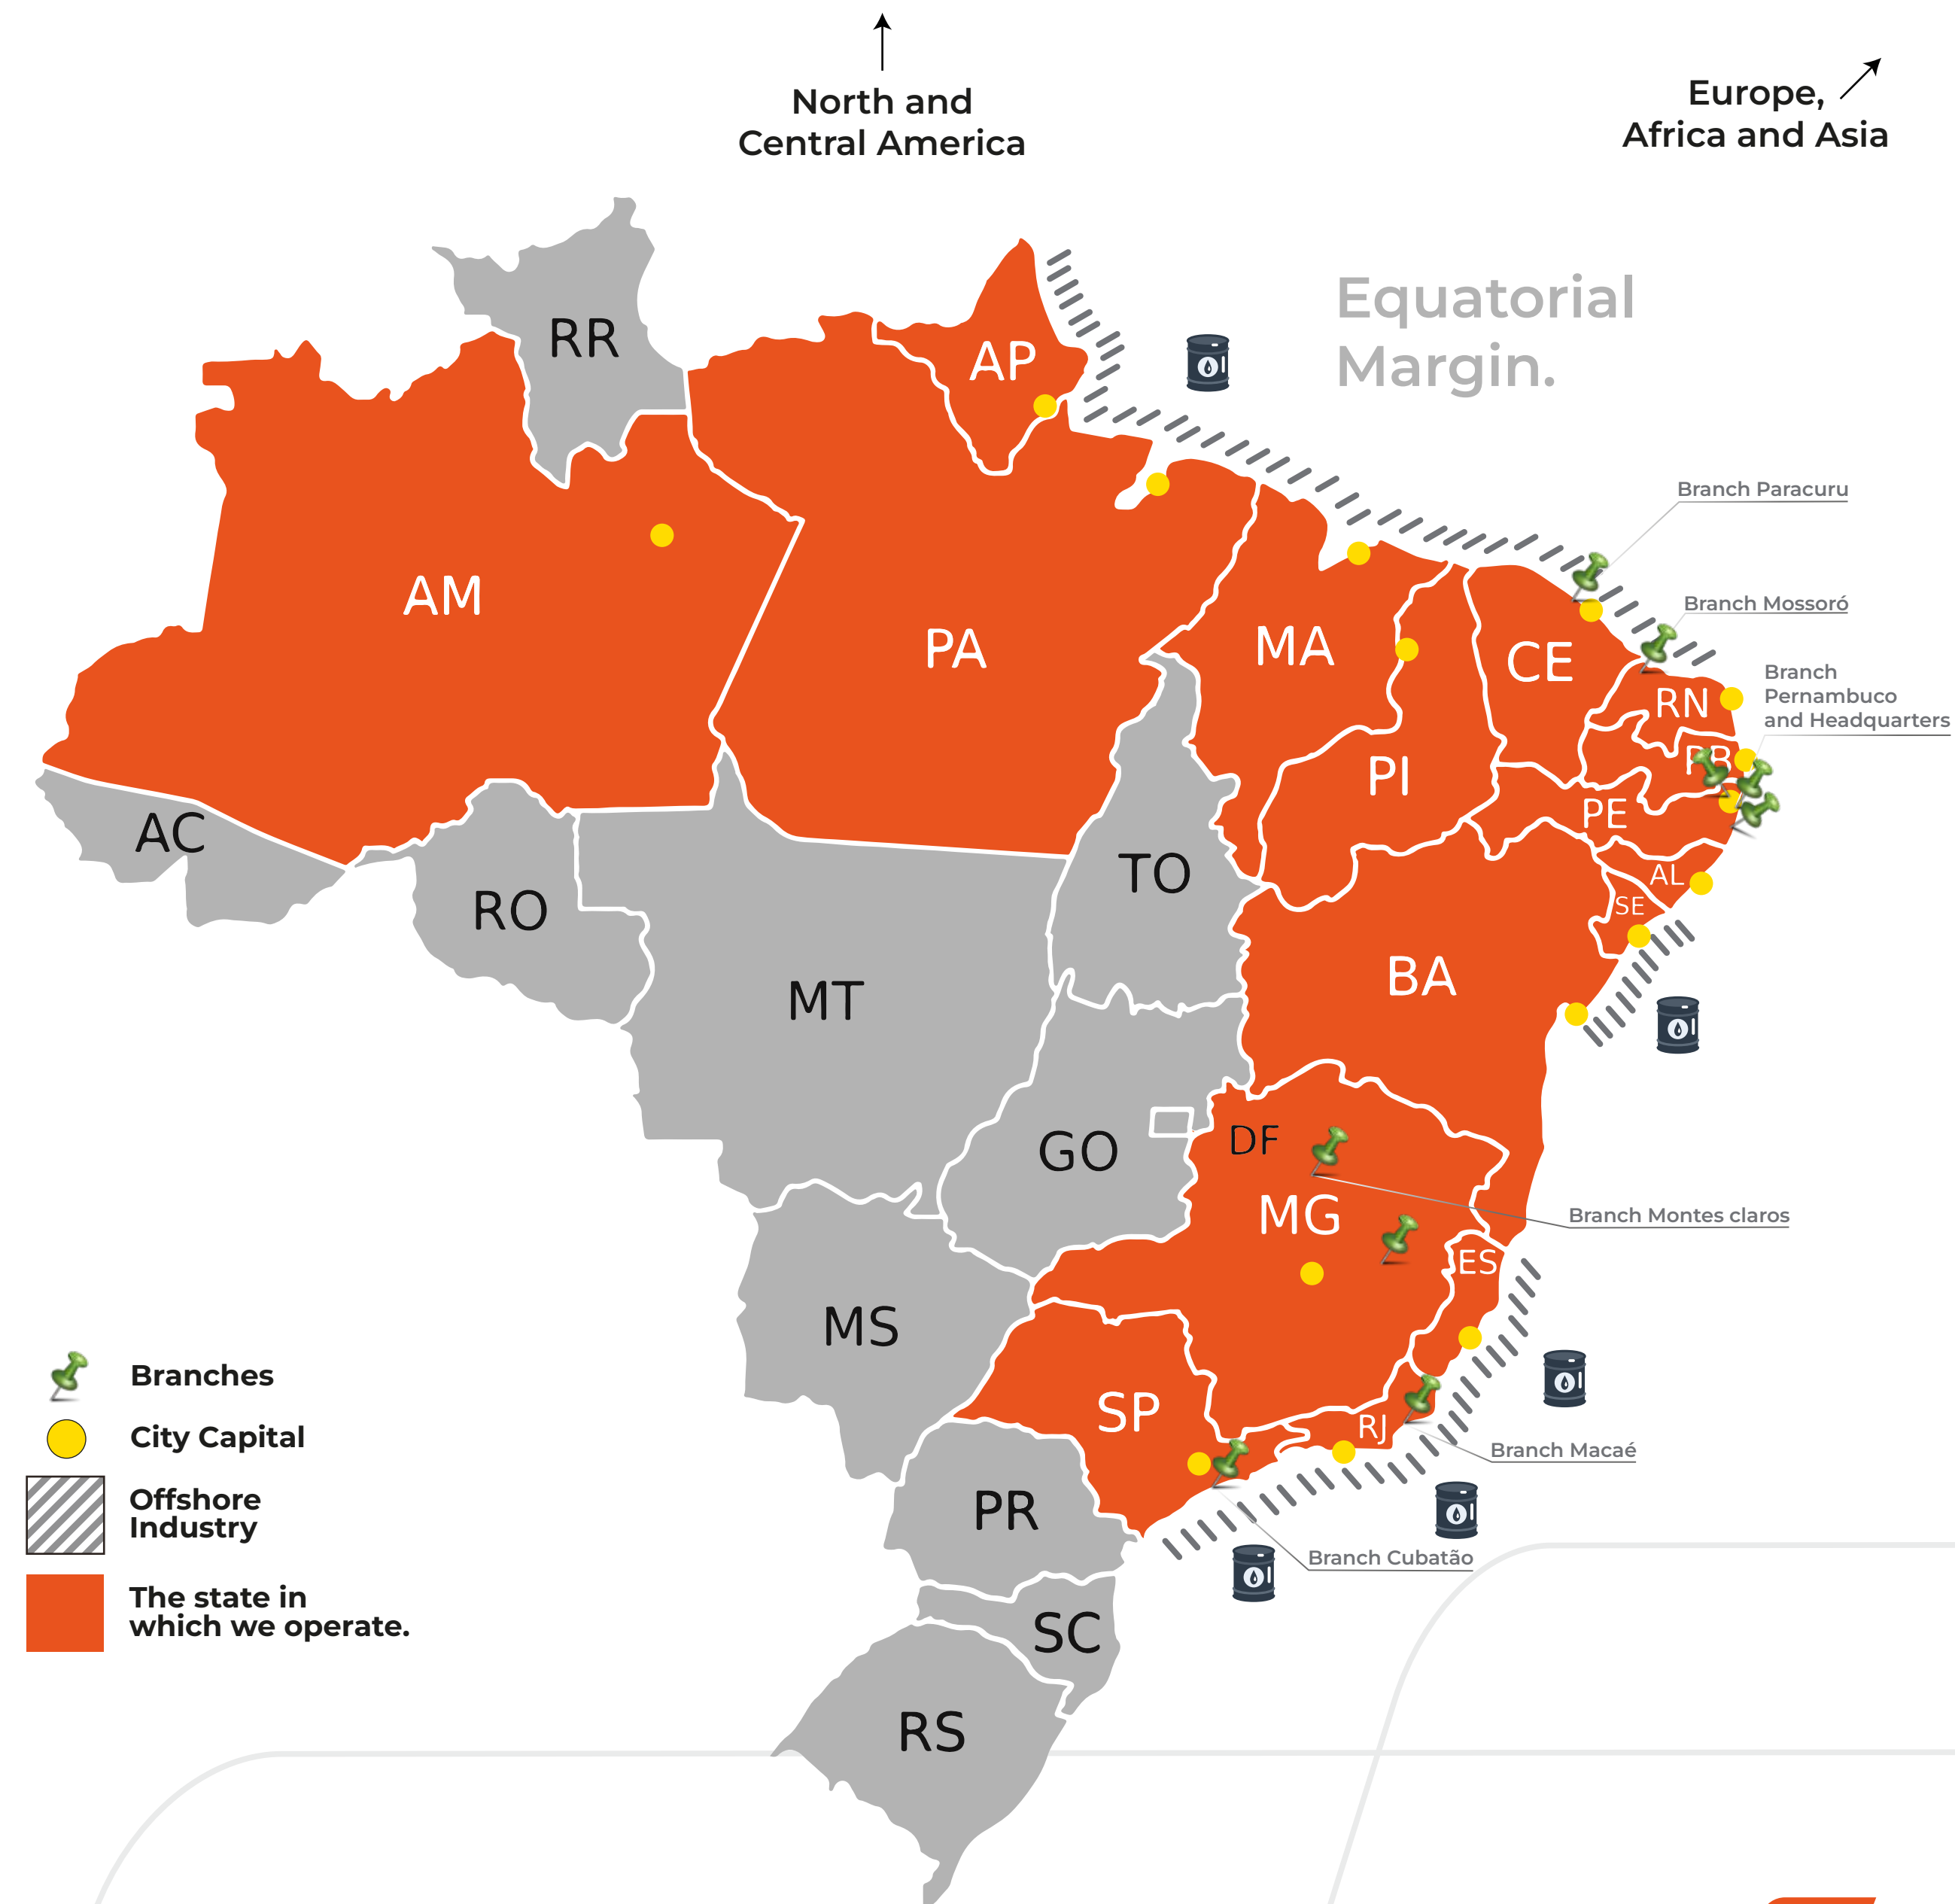 North and
Central America
Europe,
Africa and Asia
Equatorial
Margin.
RR
AP
Branch Paracuru
AM
Branch Mossoró
PA
MA
CE
Branch
Pernambuco
and Headquarters
RN
PB
PI
PE
AC
TO
AL
RO
SE
BA
MT
DF
GO
MG
Branch Montes claros
ES
MS
Branches
SP
RJ
City Capital
Branch Macaé
Offshore
Industry
PR
Branch Cubatão
The state in
which we operate.
SC
RS